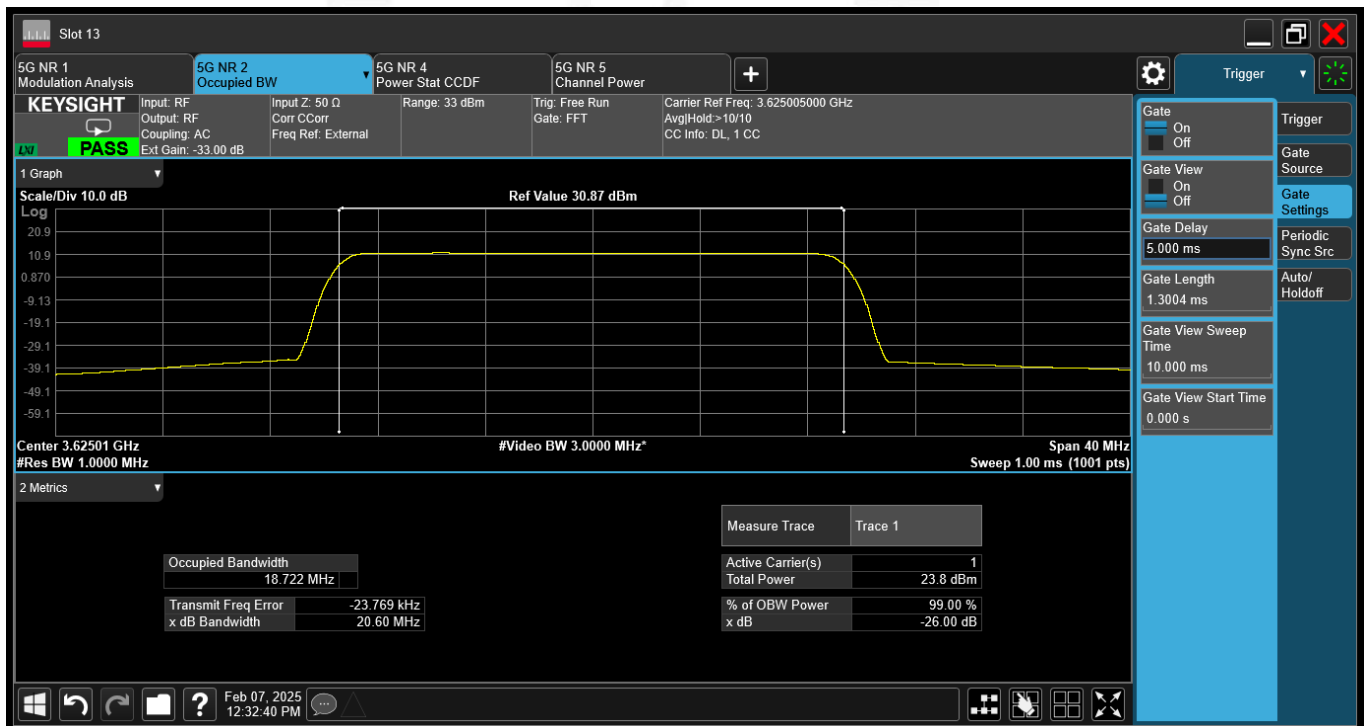 Slot 13
5G NR 1
Modulation Analysis
5G NR 2
Occupied BW
5G NR 4
Power Stat CCDF
5G NR 5
Channel Power
Trigger
KEYSIGHT
LXI
PASS
Input: RF
Output: RF
Coupling: AC
Ext Gain: -33.00 dB
Input Z: 50 Ω
Corr CCorr
Freq Ref: External
Range: 33 dBm
Trig: Free Run
Gate: FFT
Carrier Ref Freq: 3.625005000 GHz
Avg|Hold:>10/10
CC Info: DL, 1 CC
1 Graph
Scale/Div 10.0 dB
Ref Value 30.87 dBm
Log
20.9
10.9
0.870
-9.13
-19.1
-29.1
-39.1
-49.1
-59.1
Center 3.62501 GHz
#Video BW 3.0000 MHz*
Span 40 MHz
#Res BW 1.0000 MHz
Sweep 1.00 ms (1001 pts)
2 Metrics
Measure Trace Trace 1
Occupied Bandwidth
18.722 MHz
Transmit Freq Error -23.769 kHz
x dB Bandwidth 20.60 MHz
Active Carrier(s) 1
Total Power 23.8 dBm
% of OBW Power 99.00 %
x dB -26.00 dB
Gate
On
Off
Gate View
On
Off
Gate Delay
5.000 ms
Gate Length
1.3004 ms
Gate View Sweep
Time
10.000 ms
Gate View Start Time
0.000 s
Trigger
Gate
Source
Gate
Settings
Periodic
Sync Src
Auto/
Holdoff
?
Feb 07, 2025
12:32:40 PM